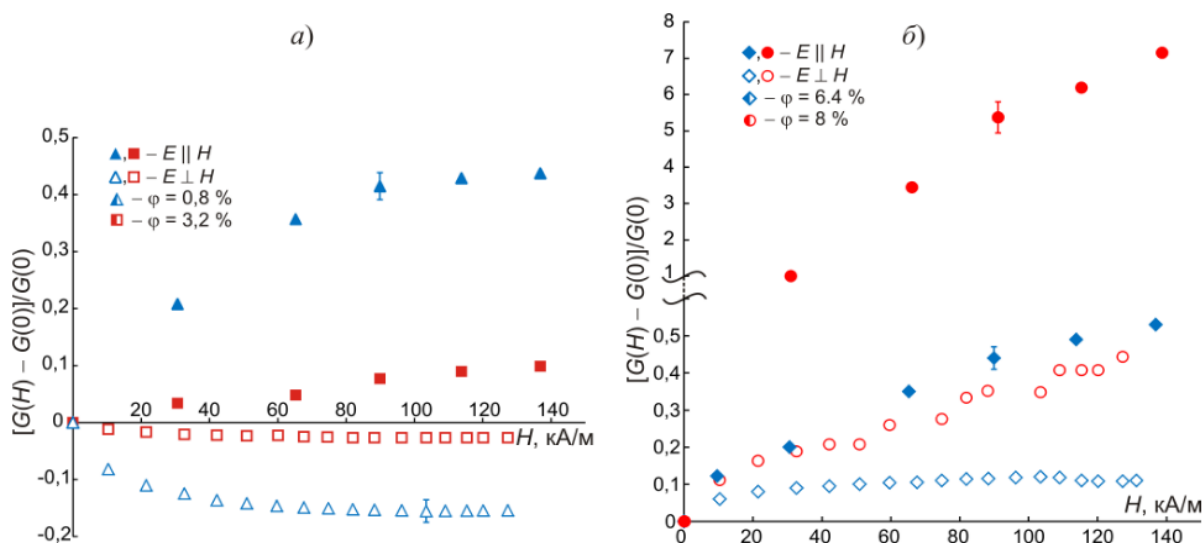 а)
[G(H) – G(0)]/G(0)
0,5
0,4
0,3
0,2
0,1
0
-0,1
-0,2
20 40 60 80 100 120 140
H, кА/м
▲,■ – E || H
△,□ – E ⊥ H
– φ = 0,8 %
– φ = 3,2 %
б)
[G(H) – G(0)]/G(0)
8
7
6
5
4
3
2
1
0,5
0,4
0,3
0,2
0,1
0
0 20 40 60 80 100 120 140
H, кА/м
◆,● – E || H
◇,○ – E ⊥ H
– φ = 6.4 %
– φ = 8 %